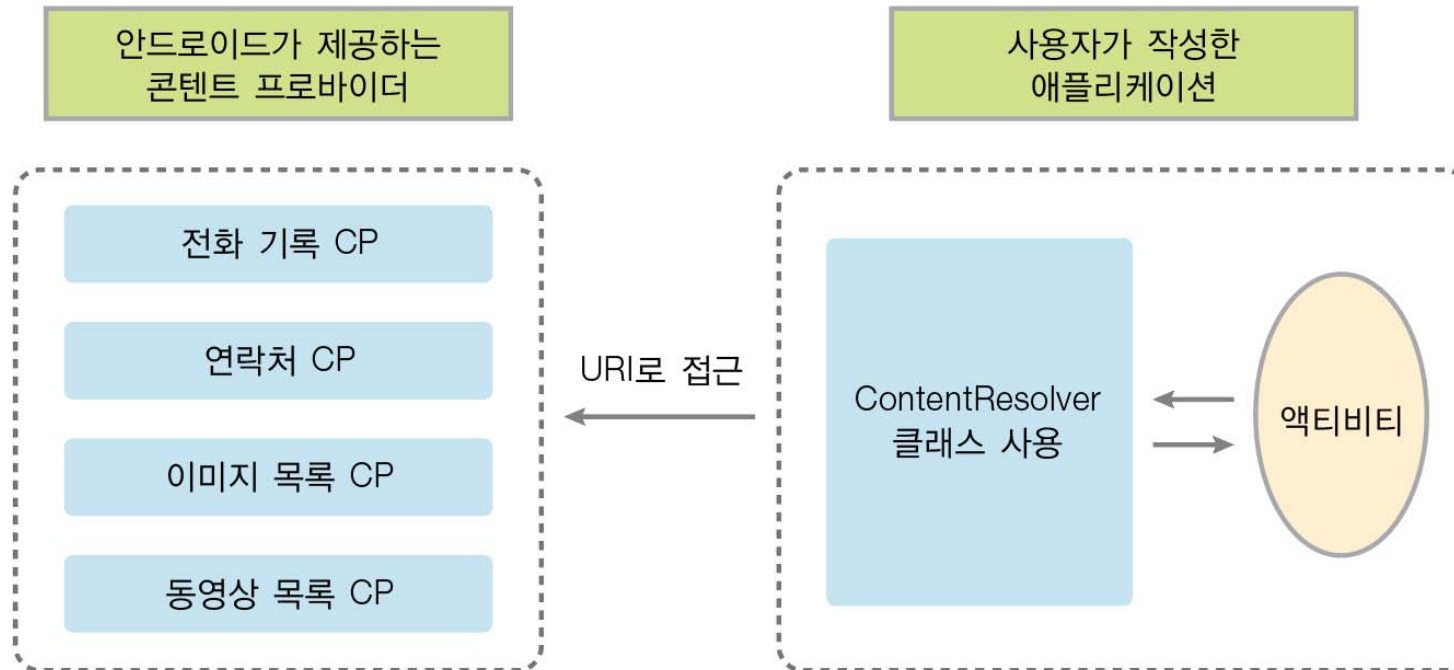 안드로이드가 제공하는
콘텐트 프로바이더
사용자가 작성한
애플리케이션
전화 기록 CP
연락처 CP
이미지 목록 CP
동영상 목록 CP
URI로 접근
ContentResolver
클래스 사용
액티비티